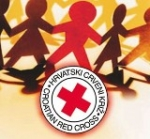 HRVATSKI CRVENI KRIŽ
CROATIAN RED CROSS